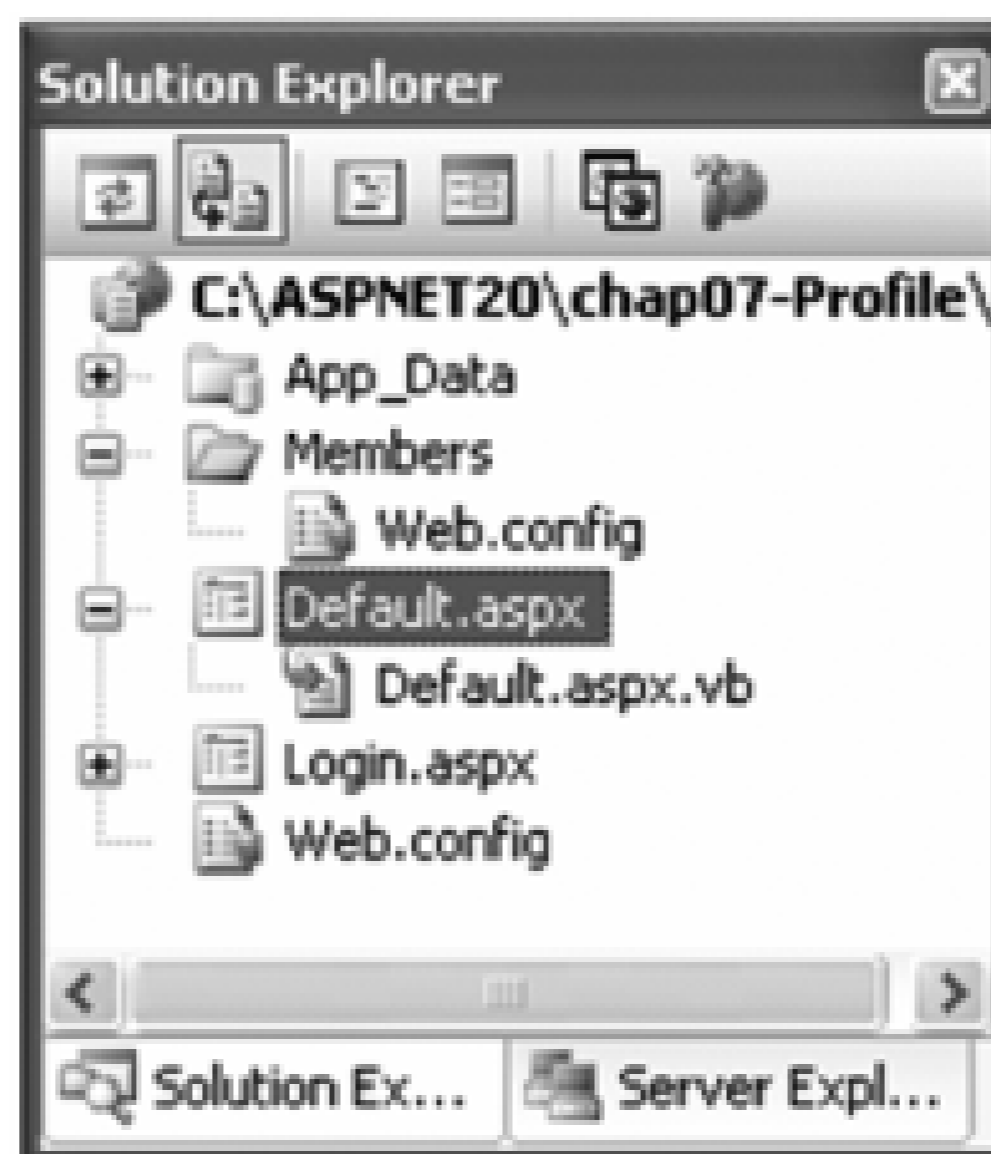 Solution Explorer
C:\ASPNET20\chap07-Profile\
App_Data
Members
Web.config
Default.aspx
Default.aspx.vb
Login.aspx
Web.config
Solution Ex...
Server Expl...